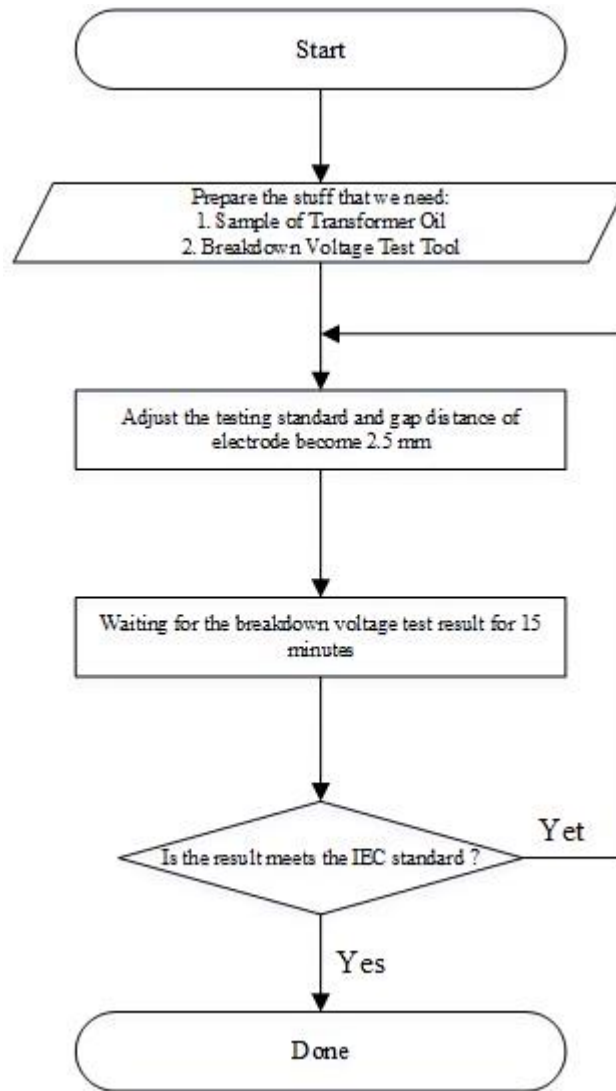 Start
Prepare the stuff that we need:
1. Sample of Transformer Oil
2. Breakdown Voltage Test Tool
Adjust the testing standard and gap distance of
electrode become 2.5 mm
Waiting for the breakdown voltage test result for 15
minutes
Is the result meets the IEC standard ?
Yet
Yes
Done